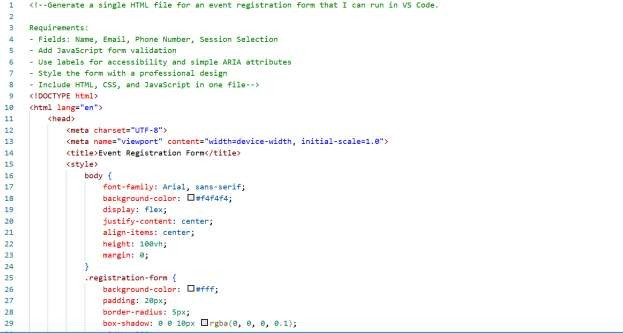 1 <!--Generate a single HTML file for an event registration form that I can run in VS Code.
2
3 Requirements:
4 - Fields: Name, Email, Phone Number, Session Selection
5 - Add JavaScript form validation
6 - Use labels for accessibility and simple ARIA attributes
7 - Style the form with a professional design
8 - Include HTML, CSS, and JavaScript in one file-->
9 <!DOCTYPE html>
10 <html lang="en">
11 <head>
12 <meta charset="UTF-8">
13 <meta name="viewport" content="width=device-width, initial-scale=1.0">
14 <title>Event Registration Form</title>
15 <style>
16 body {
17 font-family: Arial, sans-serif;
18 background-color: #f4f4f4;
19 display: flex;
20 justify-content: center;
21 align-items: center;
22 height: 100vh;
23 margin: 0;
24 }
25 .registration-form {
26 background-color: #fff;
27 padding: 20px;
28 border-radius: 5px;
29 box-shadow: 0 0 10px rgba(0, 0, 0, 0.1);